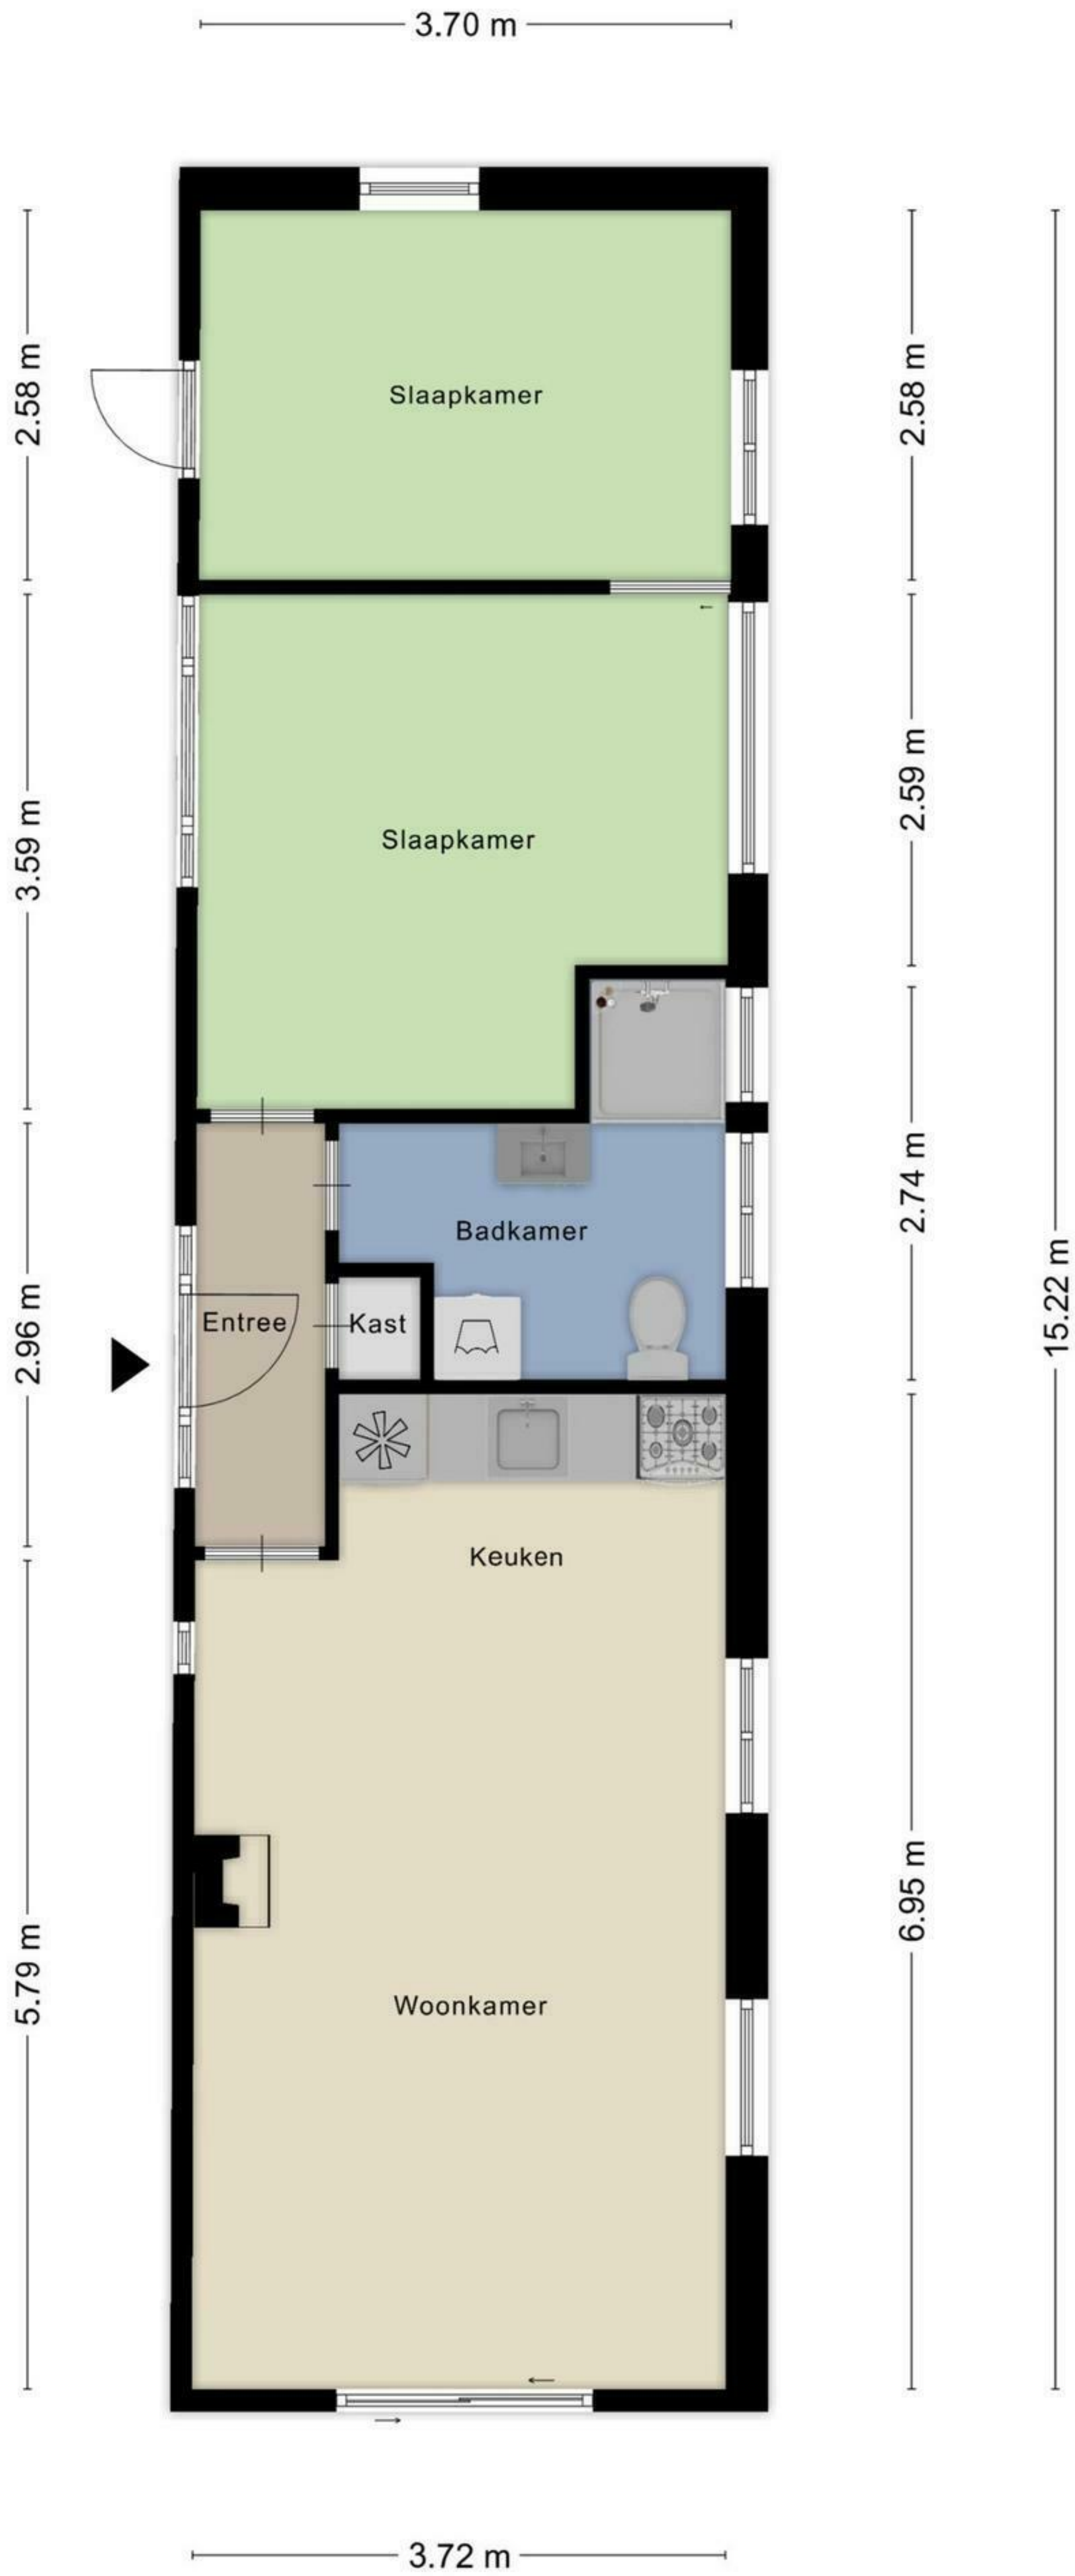 3.70 m
2.58 m
Slaapkamer
2.58 m
3.59 m
Slaapkamer
2.59 m
2.96 m
Entree
Kast
Badkamer
2.74 m
15.22 m
Keuken
5.79 m
Woonkamer
6.95 m
3.72 m